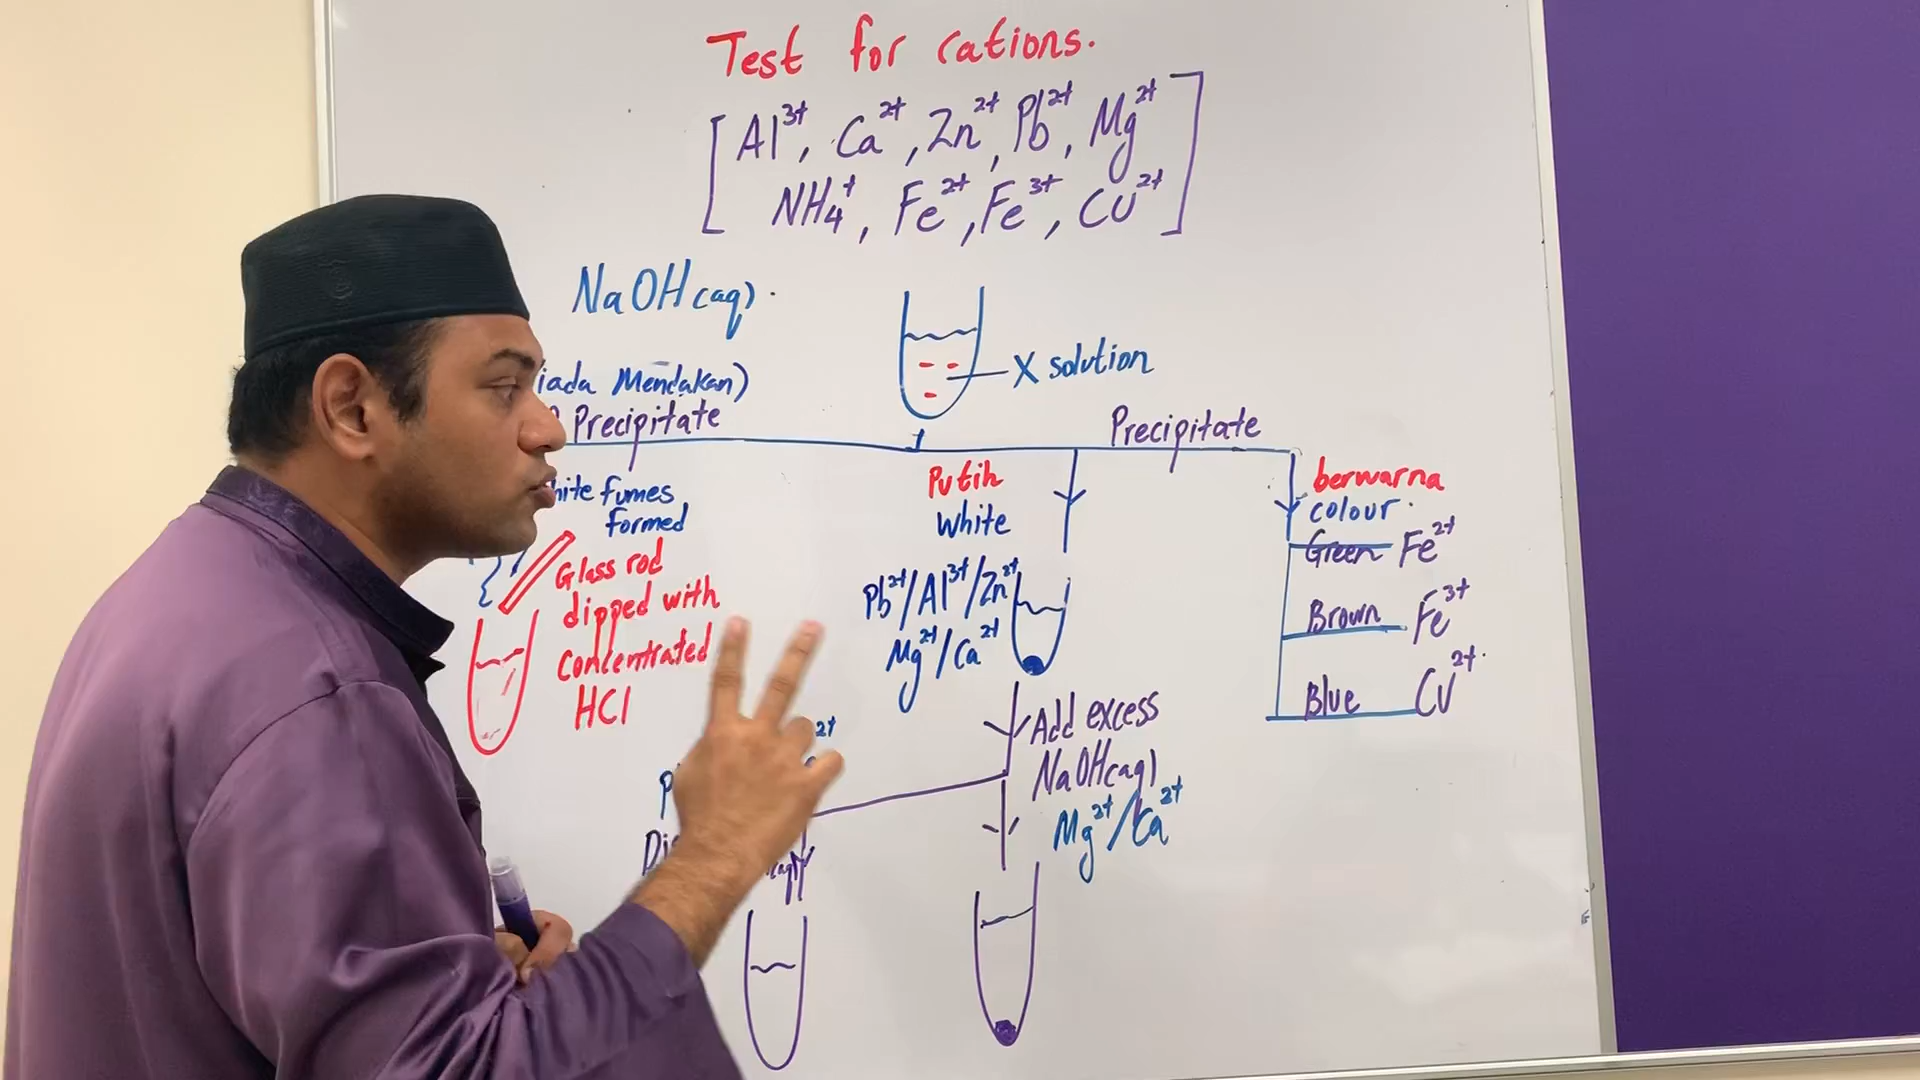 Test for cations.
[Al³⁺, Ca²⁺, Zn²⁺, Pb²⁺, Mg²⁺
NH₄⁺, Fe²⁺, Fe³⁺, Cu²⁺]
NaOH(aq).
X solution
Mendakan)
Precipitate
Precipitate
fumes
formed
Glass rod
dipped with
concentrated
HCl
Putih
White
Pb²⁺/Al³⁺/Zn²⁺
Mg²⁺/Ca²⁺
berwarna
colour.
Green Fe²⁺
Brown Fe³⁺
Blue Cu²⁺.
Add excess
NaOH(aq)
Mg²⁺/Ca²⁺
2+